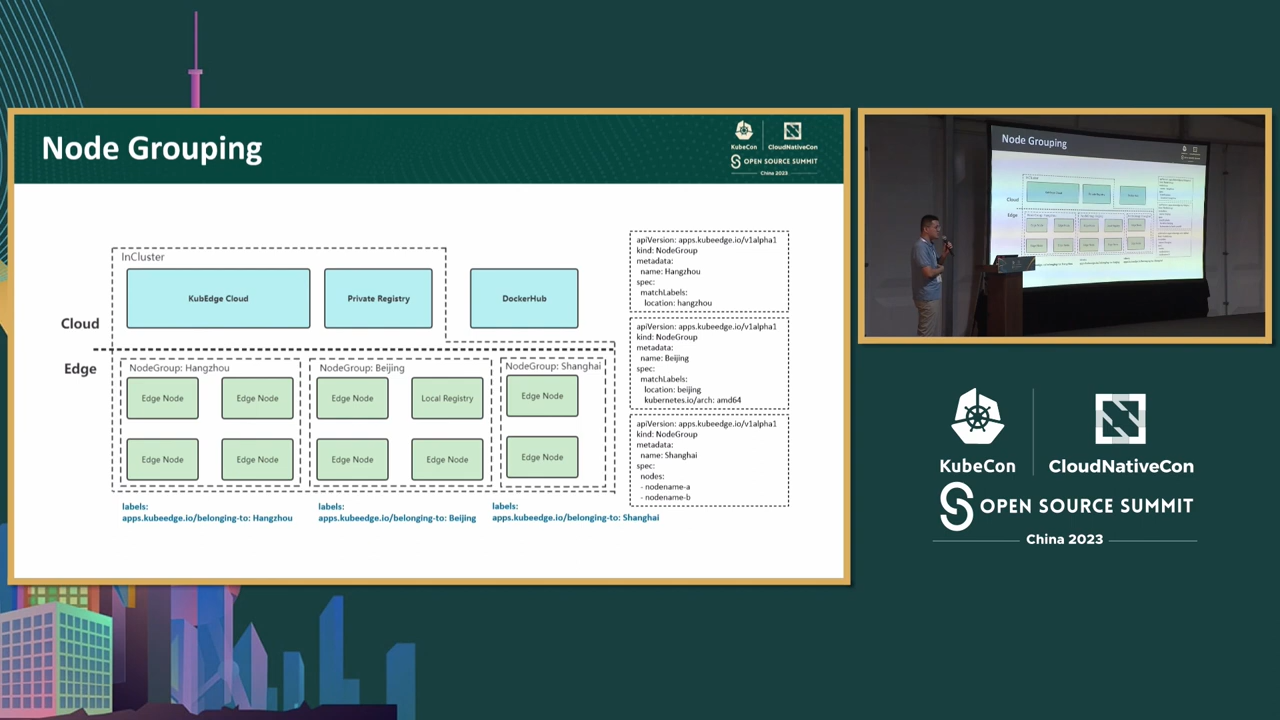 Node Grouping
KubeCon
CloudNativeCon
OPEN SOURCE SUMMIT
China 2023
InCluster
KubEdge Cloud
Private Registry
DockerHub
Cloud
Edge
NodeGroup: Hangzhou
NodeGroup: Beijing
NodeGroup: Shanghai
Edge Node
Edge Node
Edge Node
Local Registry
Edge Node
Edge Node
Edge Node
Edge Node
Edge Node
Edge Node
labels:
apps.kubeedge.io/belonging-to: Hangzhou
labels:
apps.kubeedge.io/belonging-to: Beijing
labels:
apps.kubeedge.io/belonging-to: Shanghai
apiVersion: apps.kubeedge.io/v1alpha1
kind: NodeGroup
metadata:
name: Hangzhou
spec:
matchLabels:
location: hangzhou
apiVersion: apps.kubeedge.io/v1alpha1
kind: NodeGroup
metadata:
name: Beijing
spec:
matchLabels:
location: beijing
kubernetes.io/arch: amd64
apiVersion: apps.kubeedge.io/v1alpha1
kind: NodeGroup
metadata:
name: Shanghai
spec:
nodes:
- nodename-a
- nodename-b
Node Grouping
Cloud
Edge
KubeCon
CloudNativeCon
OPEN SOURCE SUMMIT
China 2023